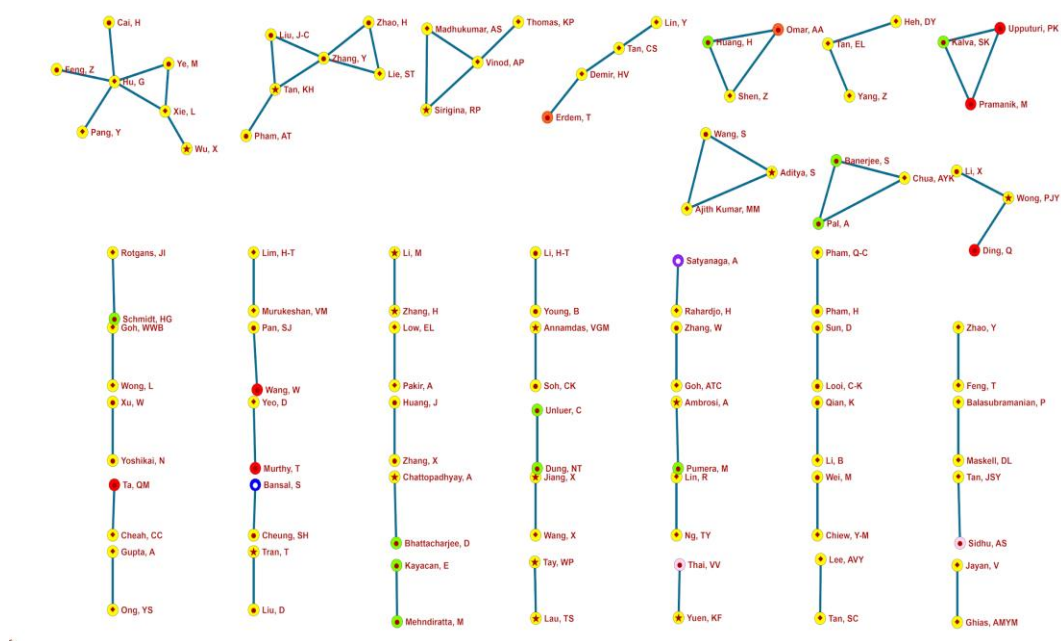 Cai, H
Feng, Z
Hu, G
Ye, M
Xie, L
Pang, Y
Wu, X
Liu, J-C
Zhao, H
Zhang, Y
Lie, ST
Tan, KH
Pham, AT
Madhukumar, AS
Thomas, KP
Vinod, AP
Sirigina, RP
Lin, Y
Tan, CS
Demir, HV
Erdem, T
Huang, H
Omar, AA
Shen, Z
Heh, DY
Tan, EL
Yang, Z
Upputuri, PK
Kalva, SK
Pramanik, M
Wang, S
Aditya, S
Ajith Kumar, MM
Banerjee, S
Chua, AYK
Pal, A
Li, X
Wong, PJY
Ding, Q
Rotgans, JI
Schmidt, HG
Lim, H-T
Murukeshan, VM
Li, M
Zhang, H
Li, H-T
Young, B
Satyanaga, A
Rahardjo, H
Pham, Q-C
Pham, H
Goh, WWB
Wong, L
Pan, SJ
Wang, W
Low, EL
Pakir, A
Annamdas, VGM
Soh, CK
Zhang, W
Goh, ATC
Sun, D
Looi, C-K
Zhao, Y
Feng, T
Xu, W
Yoshikai, N
Yeo, D
Murthy, T
Huang, J
Zhang, X
Unluer, C
Dung, NT
Ambrosi, A
Pumera, M
Qian, K
Li, B
Balasubramanian, P
Maskell, DL
Ta, QM
Cheah, CC
Bansal, S
Cheung, SH
Chattopadhyay, A
Bhattacharjee, D
Jiang, X
Wang, X
Lin, R
Ng, TY
Wei, M
Chiew, Y-M
Tan, JSY
Sidhu, AS
Gupta, A
Ong, YS
Tran, T
Liu, D
Kayacan, E
Mehndiratta, M
Tay, WP
Lau, TS
Thai, VV
Yuen, KF
Lee, AVY
Tan, SC
Jayan, V
Ghias, AMYM